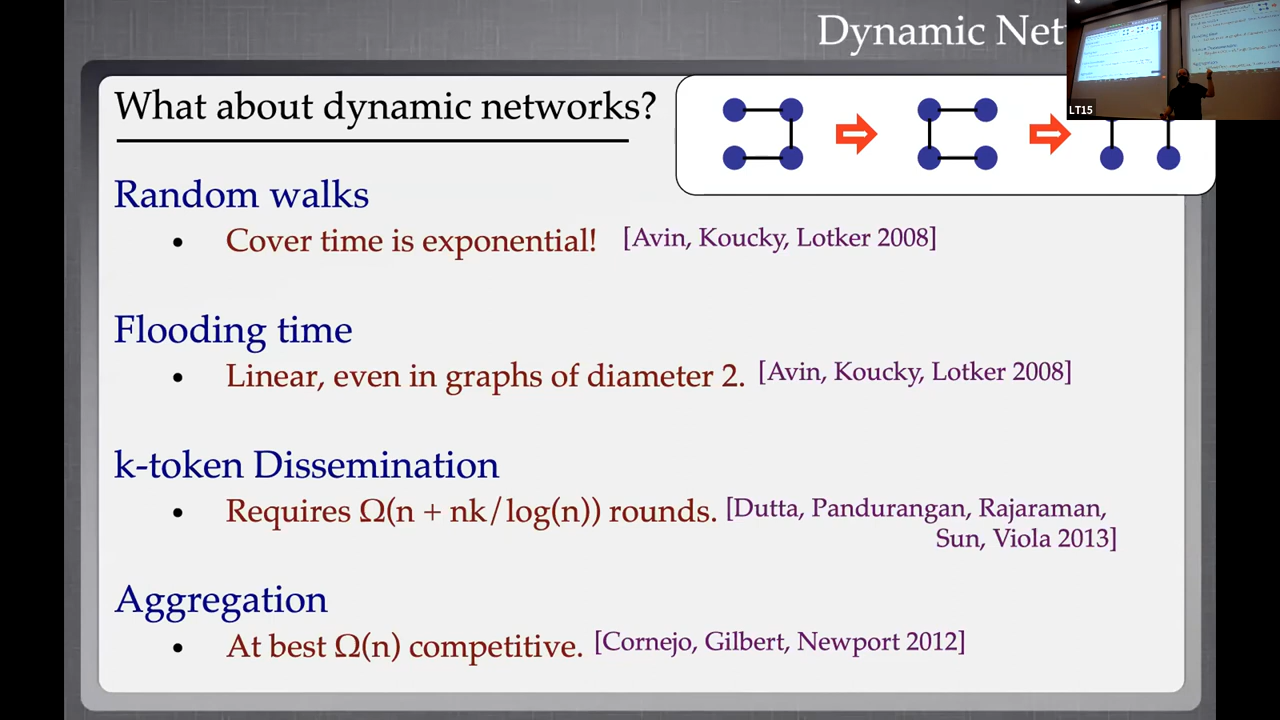 Dynamic Net
What about dynamic networks?
LT15
Random walks
• Cover time is exponential! [Avin, Koucky, Lotker 2008]
Flooding time
• Linear, even in graphs of diameter 2. [Avin, Koucky, Lotker 2008]
k-token Dissemination
• Requires Ω(n + nk/log(n)) rounds. [Dutta, Pandurangan, Rajaraman,
Sun, Viola 2013]
Aggregation
• At best Ω(n) competitive. [Cornejo, Gilbert, Newport 2012]